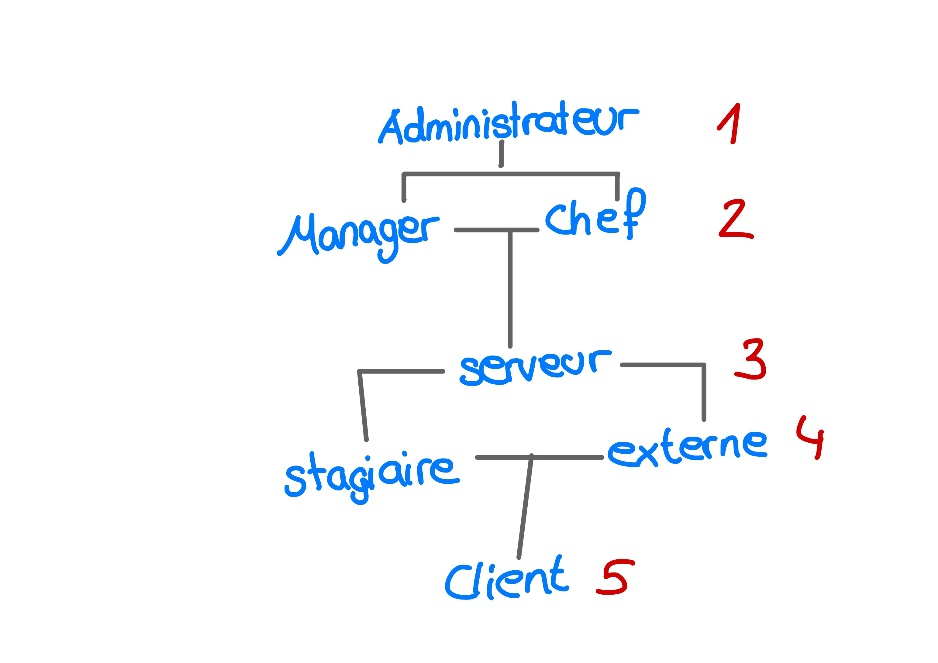 Administrateur 1
Manager Chef 2
serveur 3
stagiaire externe 4
Client 5